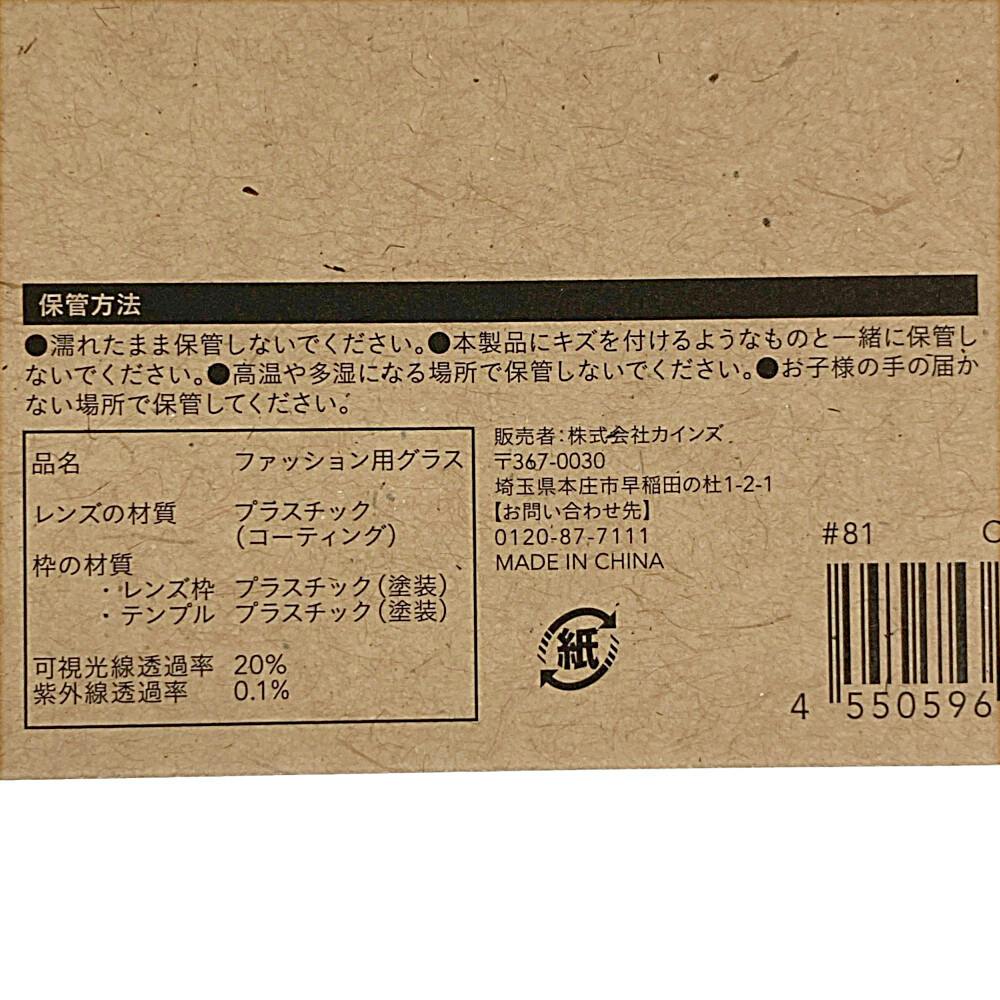 保管方法
●濡れたまま保管しないでください。●本製品にキズを付けるようなものと一緒に保管し
ないでください。●高温や多湿になる場所で保管しないでください。●お子様の手の届か
ない場所で保管してください。
品名 ファッション用グラス
レンズの材質 プラスチック
(コーティング)
枠の材質
・レンズ枠 プラスチック(塗装)
・テンプル プラスチック(塗装)
可視光線透過率 20%
紫外線透過率 0.1%
販売者:株式会社カインズ
〒367-0030
埼玉県本庄市早稲田の杜1-2-1
【お問い合わせ先】
0120-87-7111
MADE IN CHINA
紙
#81
4 550596